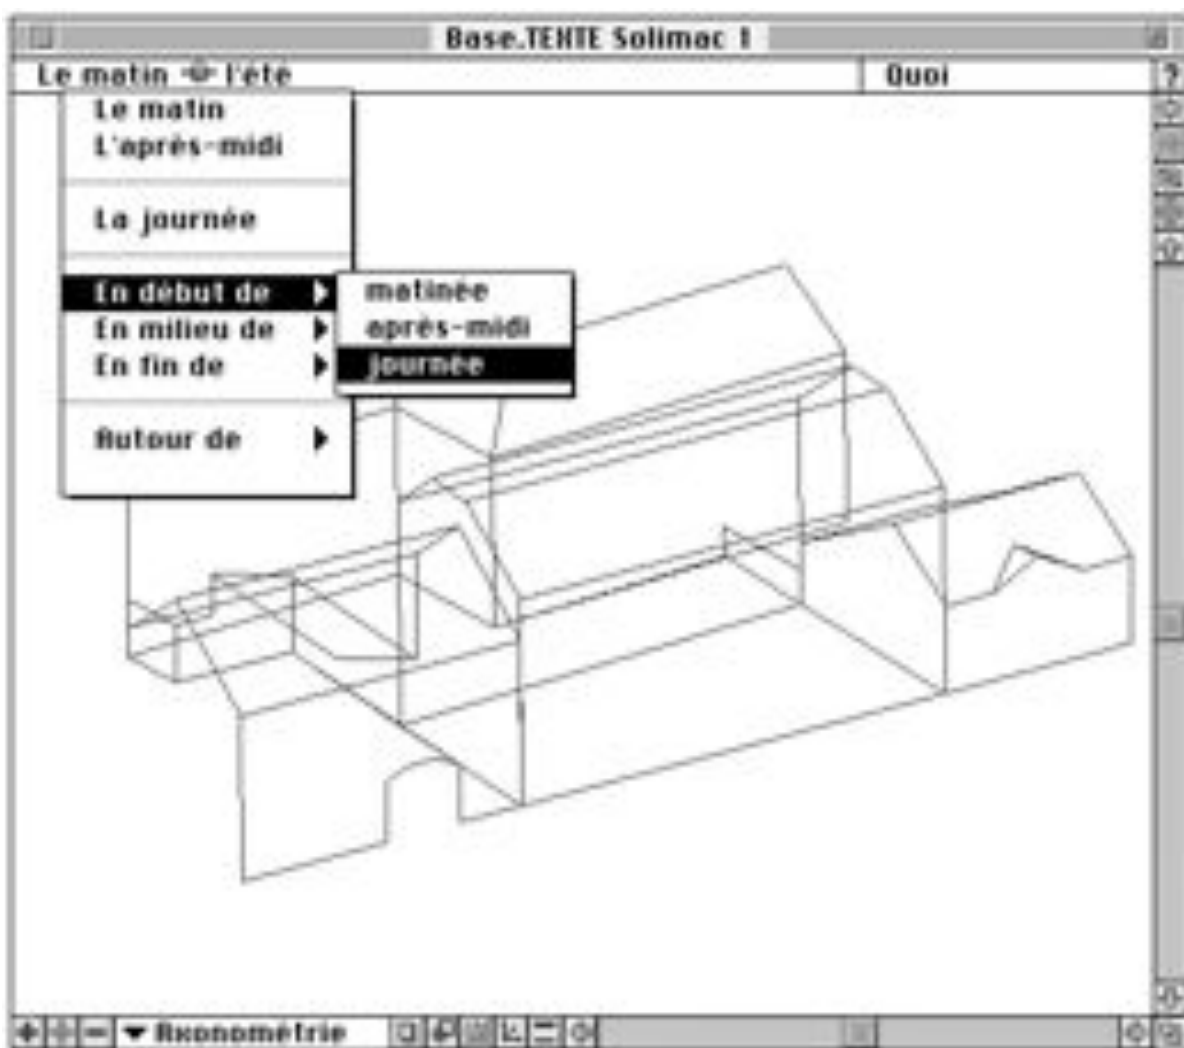 Base.TEXTE Solimac 1
Le matin l'été
Quoi
?
Le matin
L'après-midi
La journée
En début de
En milieu de
En fin de
Autour de
matinée
après-midi
journée
Axonométrie